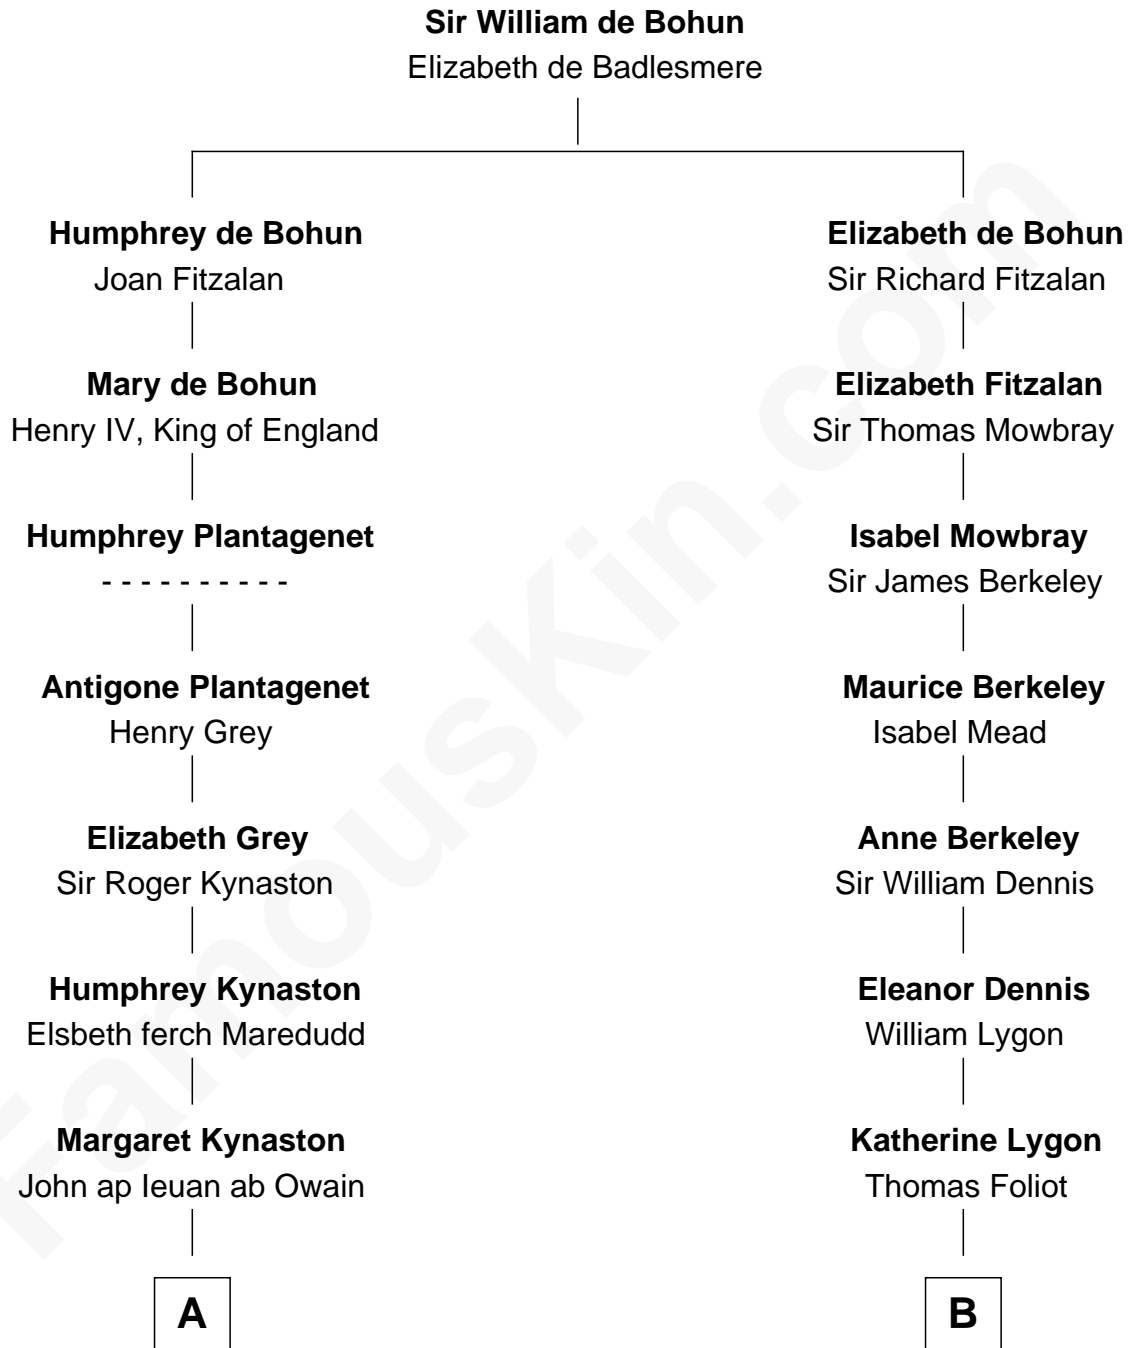 Sir William de Bohun
Elizabeth de Badlesmere
Humphrey de Bohun
Joan Fitzalan
Mary de Bohun
Henry IV, King of England
Humphrey Plantagenet
- - - - - - - - - -
Antigone Plantagenet
Henry Grey
Elizabeth Grey
Sir Roger Kynaston
Humphrey Kynaston
Elsbeth ferch Maredudd
Margaret Kynaston
John ap Ieuan ab Owain
A
Elizabeth de Bohun
Sir Richard Fitzalan
Elizabeth Fitzalan
Sir Thomas Mowbray
Isabel Mowbray
Sir James Berkeley
Maurice Berkeley
Isabel Mead
Anne Berkeley
Sir William Dennis
Eleanor Dennis
William Lygon
Katherine Lygon
Thomas Foliot
B
FamousKin.com